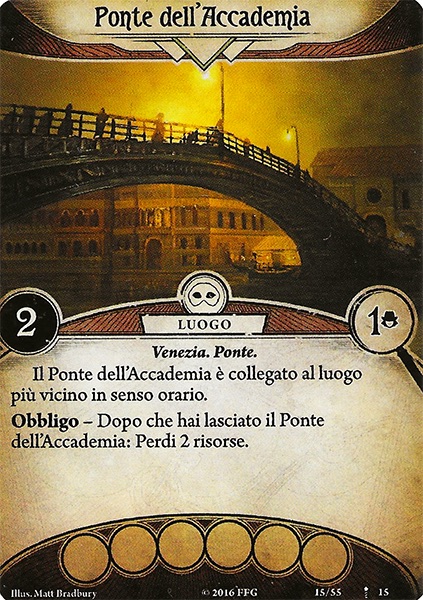 Ponte dell'Accademia
2
LUOGO
1
Venezia. Ponte.
Il Ponte dell'Accademia è collegato al luogo
più vicino in senso orario.
Obbligo – Dopo che hai lasciato il Ponte
dell'Accademia: Perdi 2 risorse.
Illus. Matt Bradbury © 2016 FFG 15/55 15